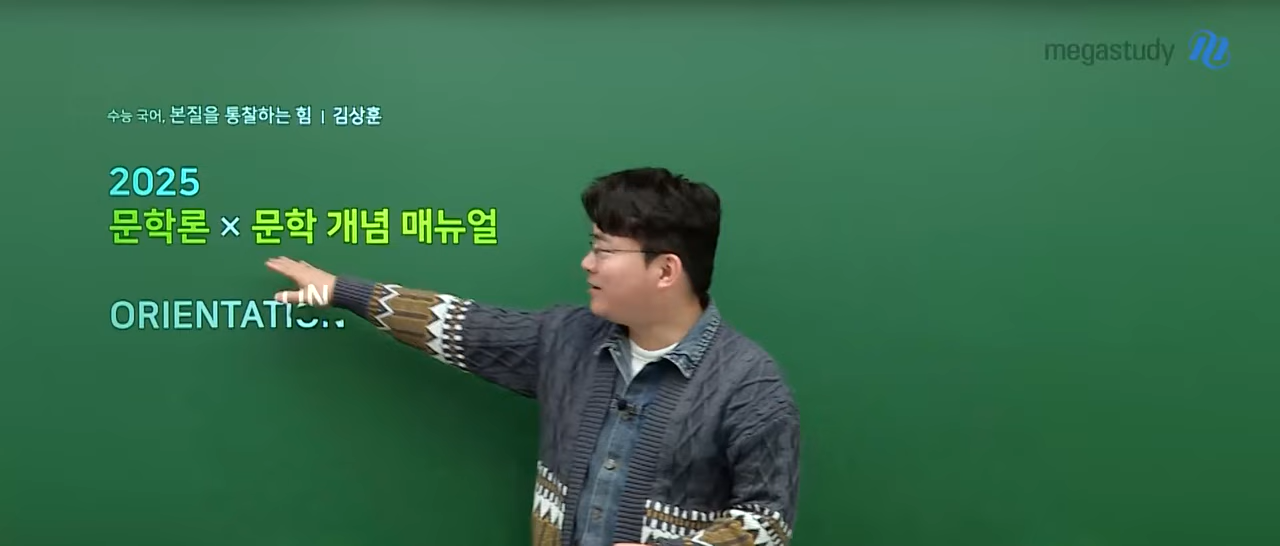 megastudy
수능 국어, 본질을 통찰하는 힘 | 김상훈
2025
문학론 × 문학 개념 매뉴얼
ORIENTATION